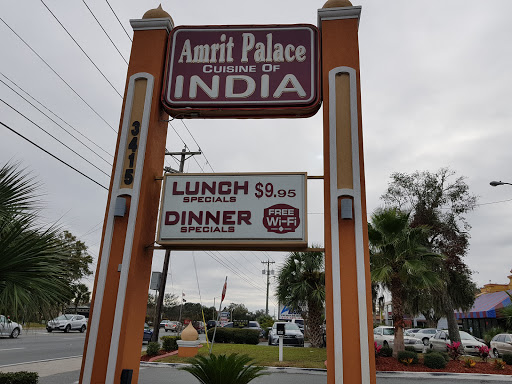 Amrit Palace
CUISINE OF
INDIA
3415
LUNCH $9.95
SPECIALS
DINNER
SPECIALS
FREE
Wi-Fi